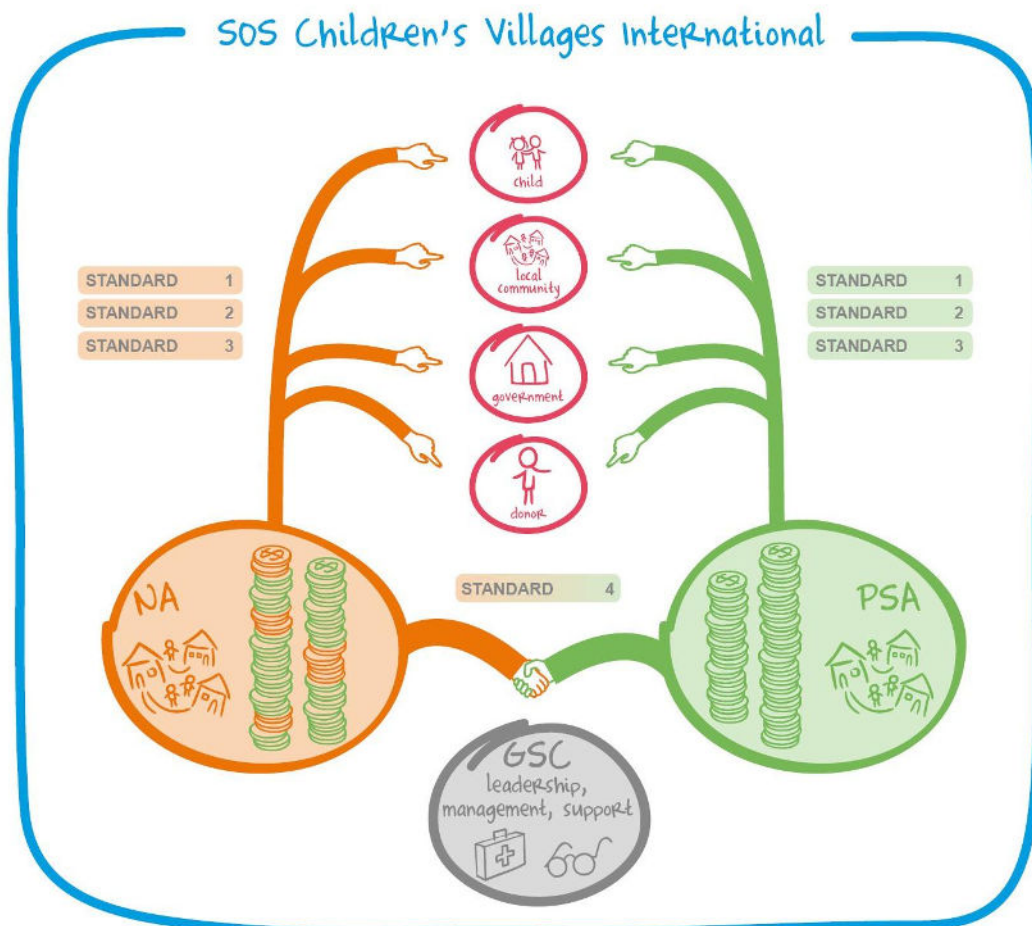 SOS Children's Villages International
child
local
community
government
donor
STANDARD 1
STANDARD 2
STANDARD 3
STANDARD 1
STANDARD 2
STANDARD 3
STANDARD 4
NA
PSA
GSC
leadership,
management, support